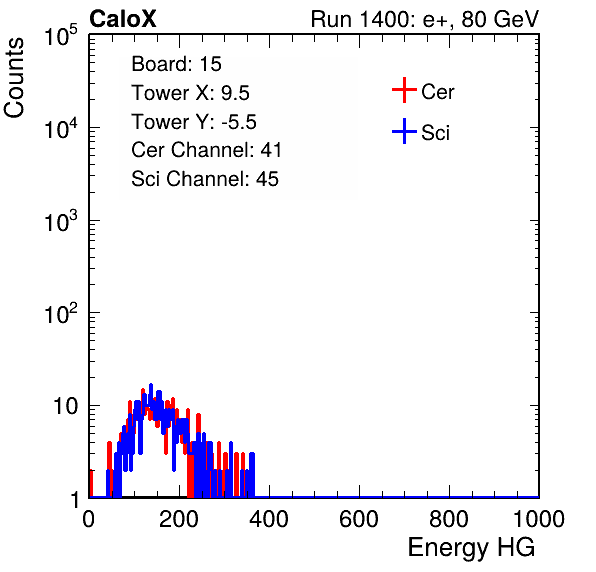 CaloX Run 1400: e+, 80 GeV
Counts
10^5
10^4
10^3
10^2
10
1
Board: 15
Tower X: 9.5
Tower Y: -5.5
Cer Channel: 41
Sci Channel: 45
Cer
Sci
0 200 400 600 800 1000
Energy HG